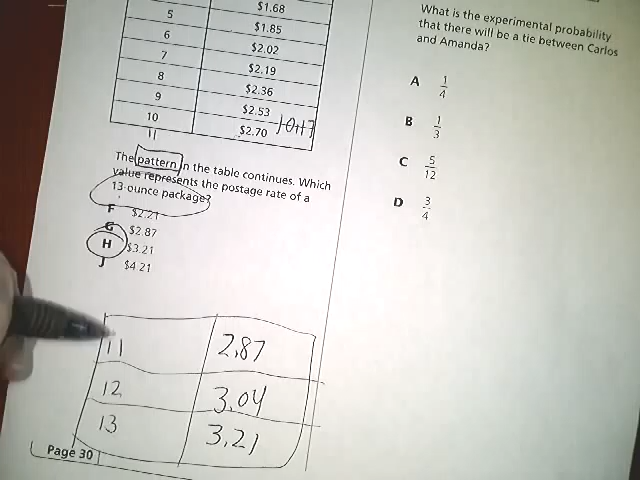 $1.68
5 $1.85
6 $2.02
7 $2.19
8 $2.36
9 $2.53
10 $2.70
11
The pattern in the table continues. Which
value represents the postage rate of a
13-ounce package?
F $2.21
G $2.87
H $3.21
J $4.21
11 2.87
12 3.04
13 3.21
Page 30
What is the experimental probability
that there will be a tie between Carlos
and Amanda?
A 1/4
B 1/3
C 5/12
D 3/4